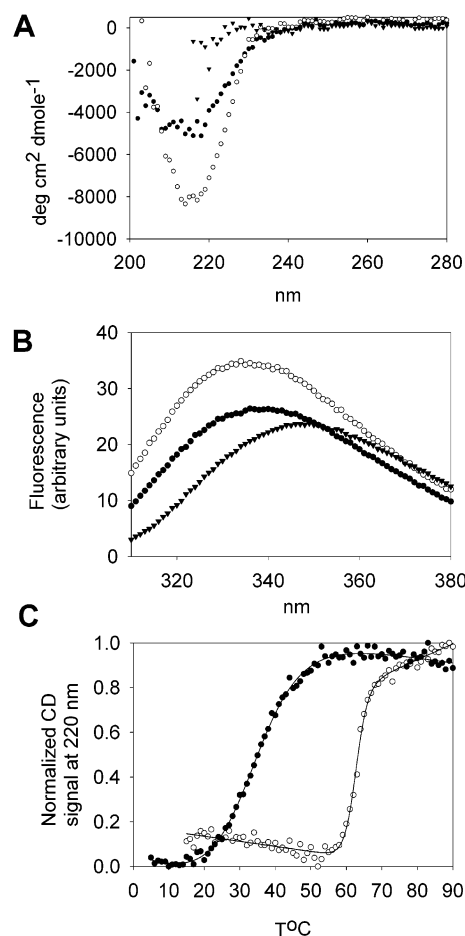 A
0
-2000
-4000
-6000
-8000
-10000
deg cm2 dmole-1
200 220 240 260 280
nm
B
40
30
20
10
0
Fluorescence
(arbitrary units)
320 340 360 380
nm
C
1.0
0.8
0.6
0.4
0.2
0.0
Normalized CD
signal at 220 nm
0 10 20 30 40 50 60 70 80 90
TºC